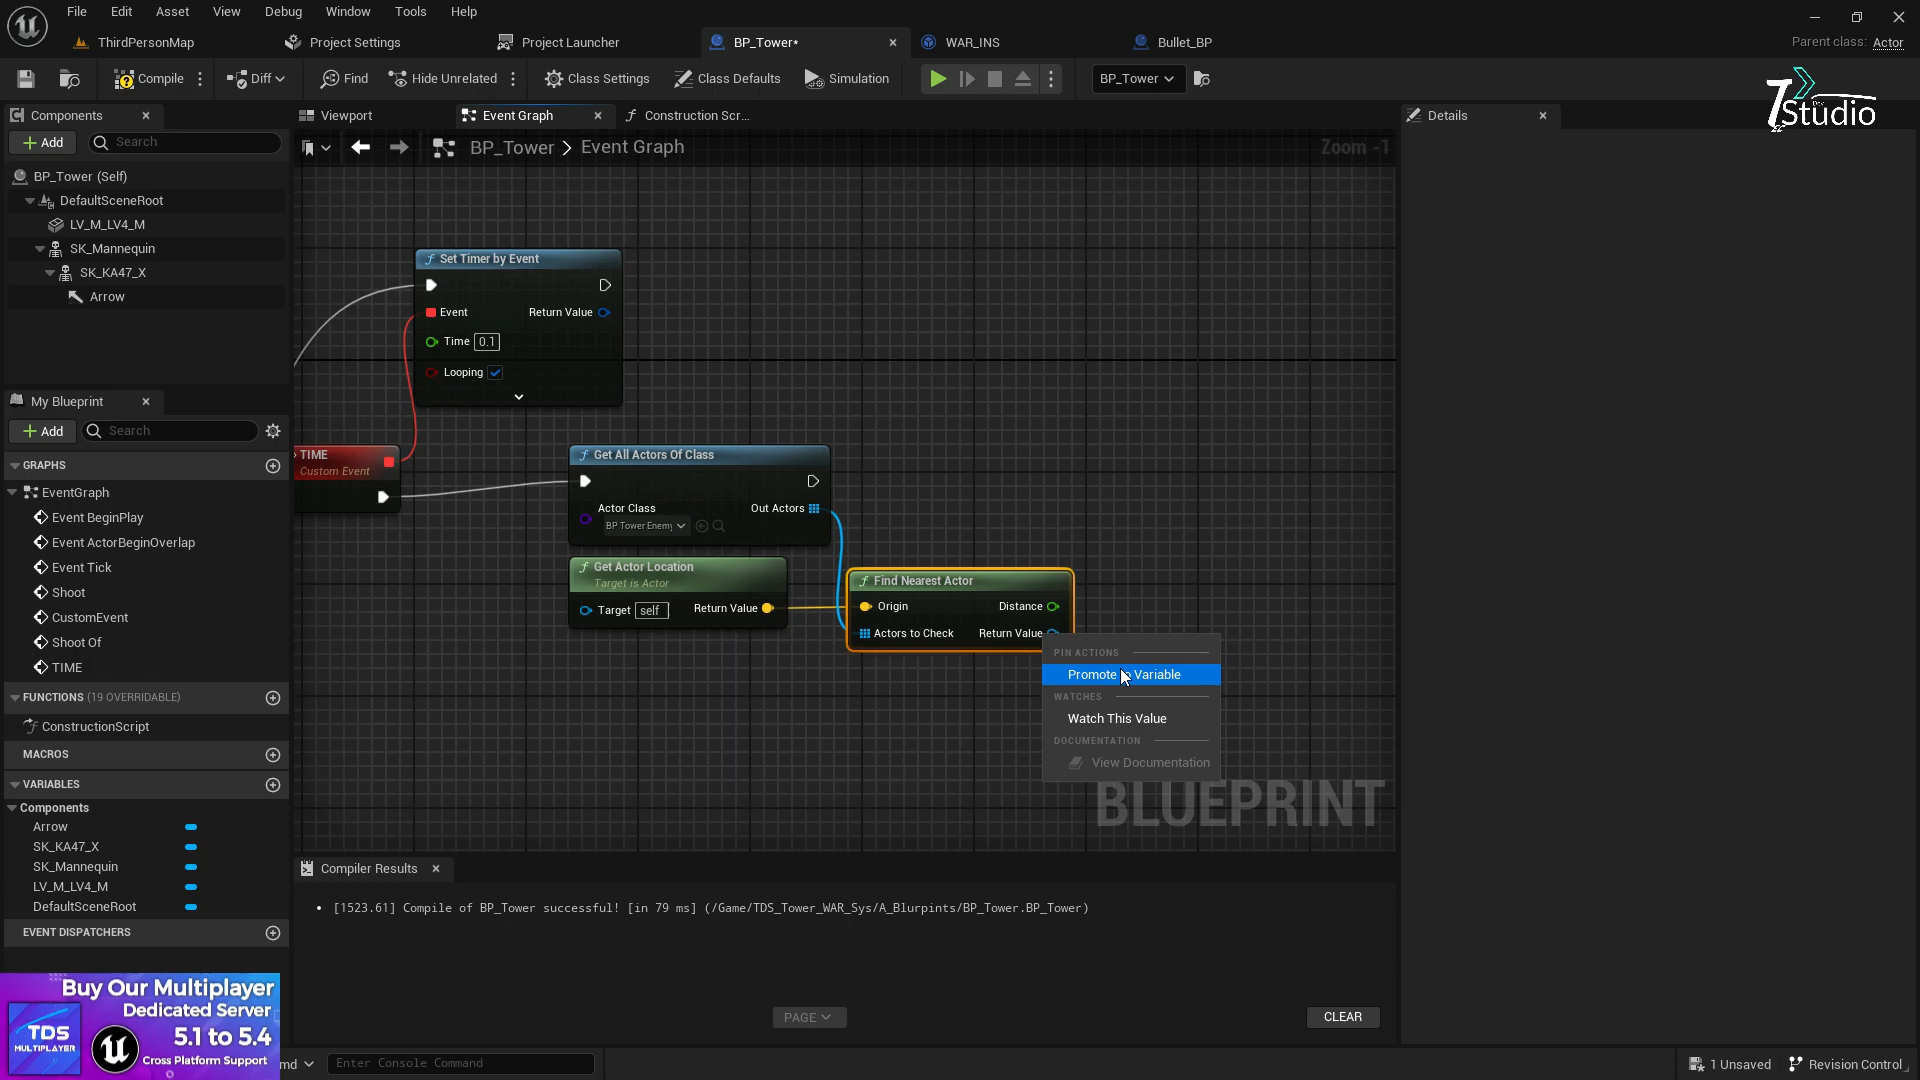 File Edit Asset View Debug Window Tools Help
ThirdPersonMap
Project Settings
Project Launcher
BP_Tower*
WAR_INS
Bullet_BP
Parent class: Actor
Compile
Diff
Find
Hide Unrelated
Class Settings
Class Defaults
Simulation
BP_Tower
7Studio
Dev
Components
Add
Search
BP_Tower (Self)
DefaultSceneRoot
LV_M_LV4_M
SK_Mannequin
SK_KA47_X
Arrow
My Blueprint
Add
Search
GRAPHS
EventGraph
Event BeginPlay
Event ActorBeginOverlap
Event Tick
Shoot
CustomEvent
Shoot Of
TIME
FUNCTIONS (19 OVERRIDABLE)
ConstructionScript
MACROS
VARIABLES
Components
Arrow
SK_KA47_X
SK_Mannequin
LV_M_LV4_M
DefaultSceneRoot
EVENT DISPATCHERS
Buy Our Multiplayer
Dedicated Server
5.1 to 5.4
Cross Platform Support
TDS
MULTIPLAYER
Viewport
Event Graph
Construction Scr...
BP_Tower > Event Graph
Zoom -1
Set Timer by Event
Event
Return Value
Time 0.1
Looping
TIME
Custom Event
Get All Actors Of Class
Actor Class
Out Actors
BP Tower Enemy
Get Actor Location
Target is Actor
Target self
Return Value
Find Nearest Actor
Origin
Distance
Actors to Check
Return Value
PIN ACTIONS
Promote Variable
WATCHES
Watch This Value
DOCUMENTATION
View Documentation
BLUEPRINT
Compiler Results
[1523.61] Compile of BP_Tower successful! [in 79 ms] (/Game/TDS_Tower_WAR_Sys/A_Blurpints/BP_Tower.BP_Tower)
PAGE
CLEAR
md
Enter Console Command
Details
1 Unsaved
Revision Control